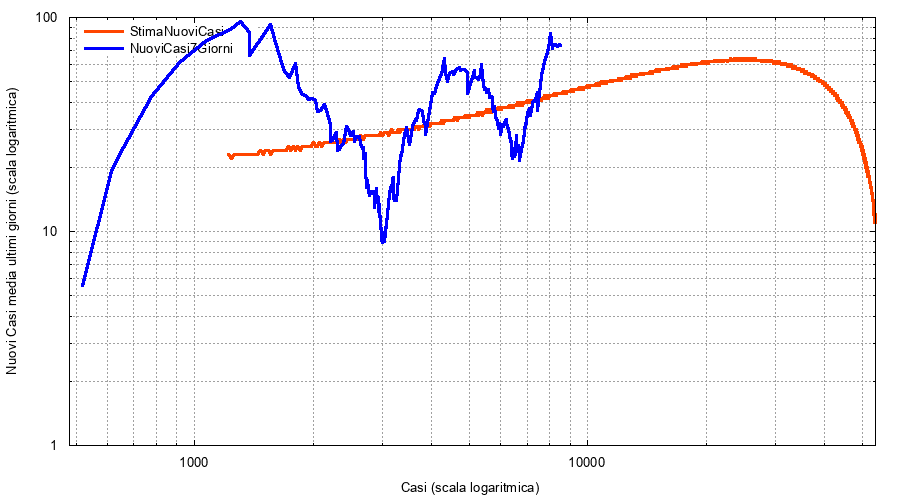 100
StimaNuoviCasi
NuoviCasi7Giorni
10
1
Nuovi Casi media ultimi giorni (scala logaritmica)
1000
10000
Casi (scala logaritmica)